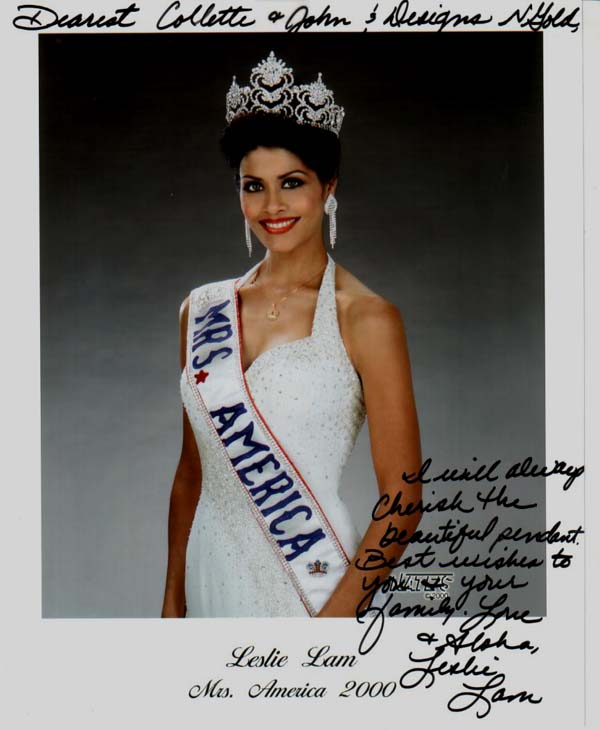 Dearest Collette & John & Designs N Gold,
MRS. AMERICA
I will always
Cherish the
beautiful pendant.
Best wishes to
you & your
family. Love
& Aloha,
Leslie
Lam
Leslie Lam
Mrs. America 2000